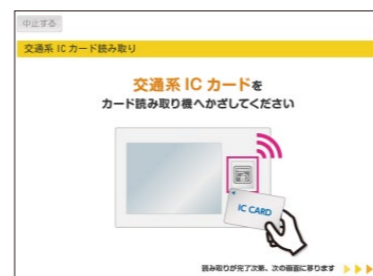 中止する
交通系 IC カード読み取り
交通系 IC カードを
カード読み取り機へかざしてください
IC CARD
読み取りが完了次第、次の画面に移ります